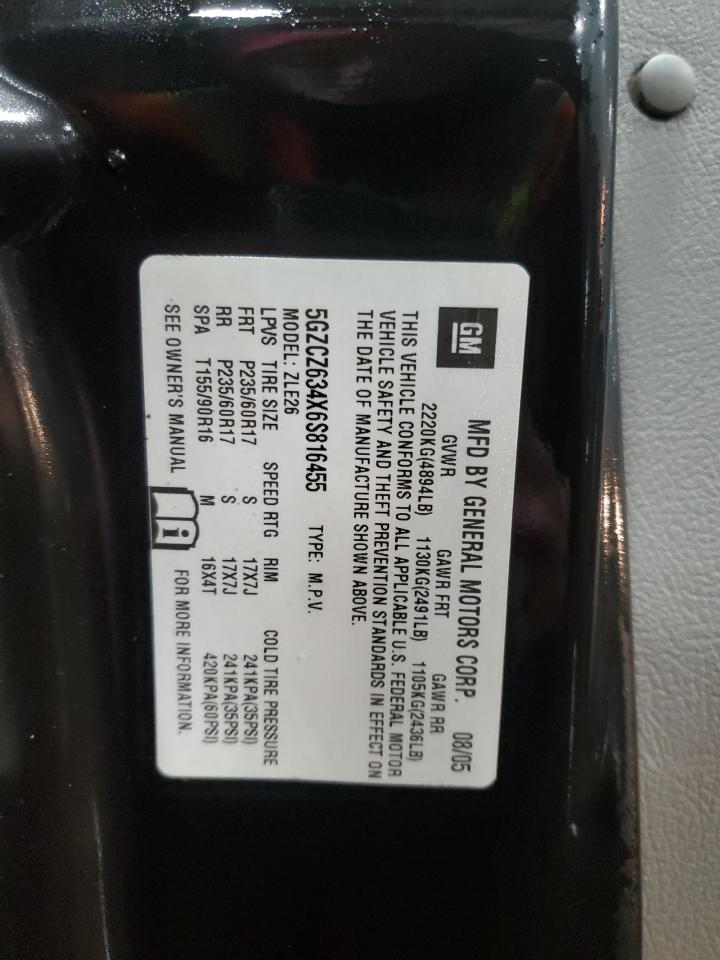 GM
MFD BY GENERAL MOTORS CORP. 08/05
GVWR GAWR FRT GAWR RR
2220KG(4894LB) 1130KG(2491LB) 1105KG(2436LB)
THIS VEHICLE CONFORMS TO ALL APPLICABLE U.S. FEDERAL MOTOR
VEHICLE SAFETY AND THEFT PREVENTION STANDARDS IN EFFECT ON
THE DATE OF MANUFACTURE SHOWN ABOVE.
5GZCZ634X6S816455 TYPE: M.P.V.
MODEL: ZLE26
LPVS TIRE SIZE SPEED RTG RIM COLD TIRE PRESSURE
FRT P235/60R17 S 17X7J 241KPA(35PSI)
RR P235/60R17 S 17X7J 241KPA(35PSI)
SPA T155/90R16 M 16X4T 420KPA(60PSI)
SEE OWNER'S MANUAL i FOR MORE INFORMATION.